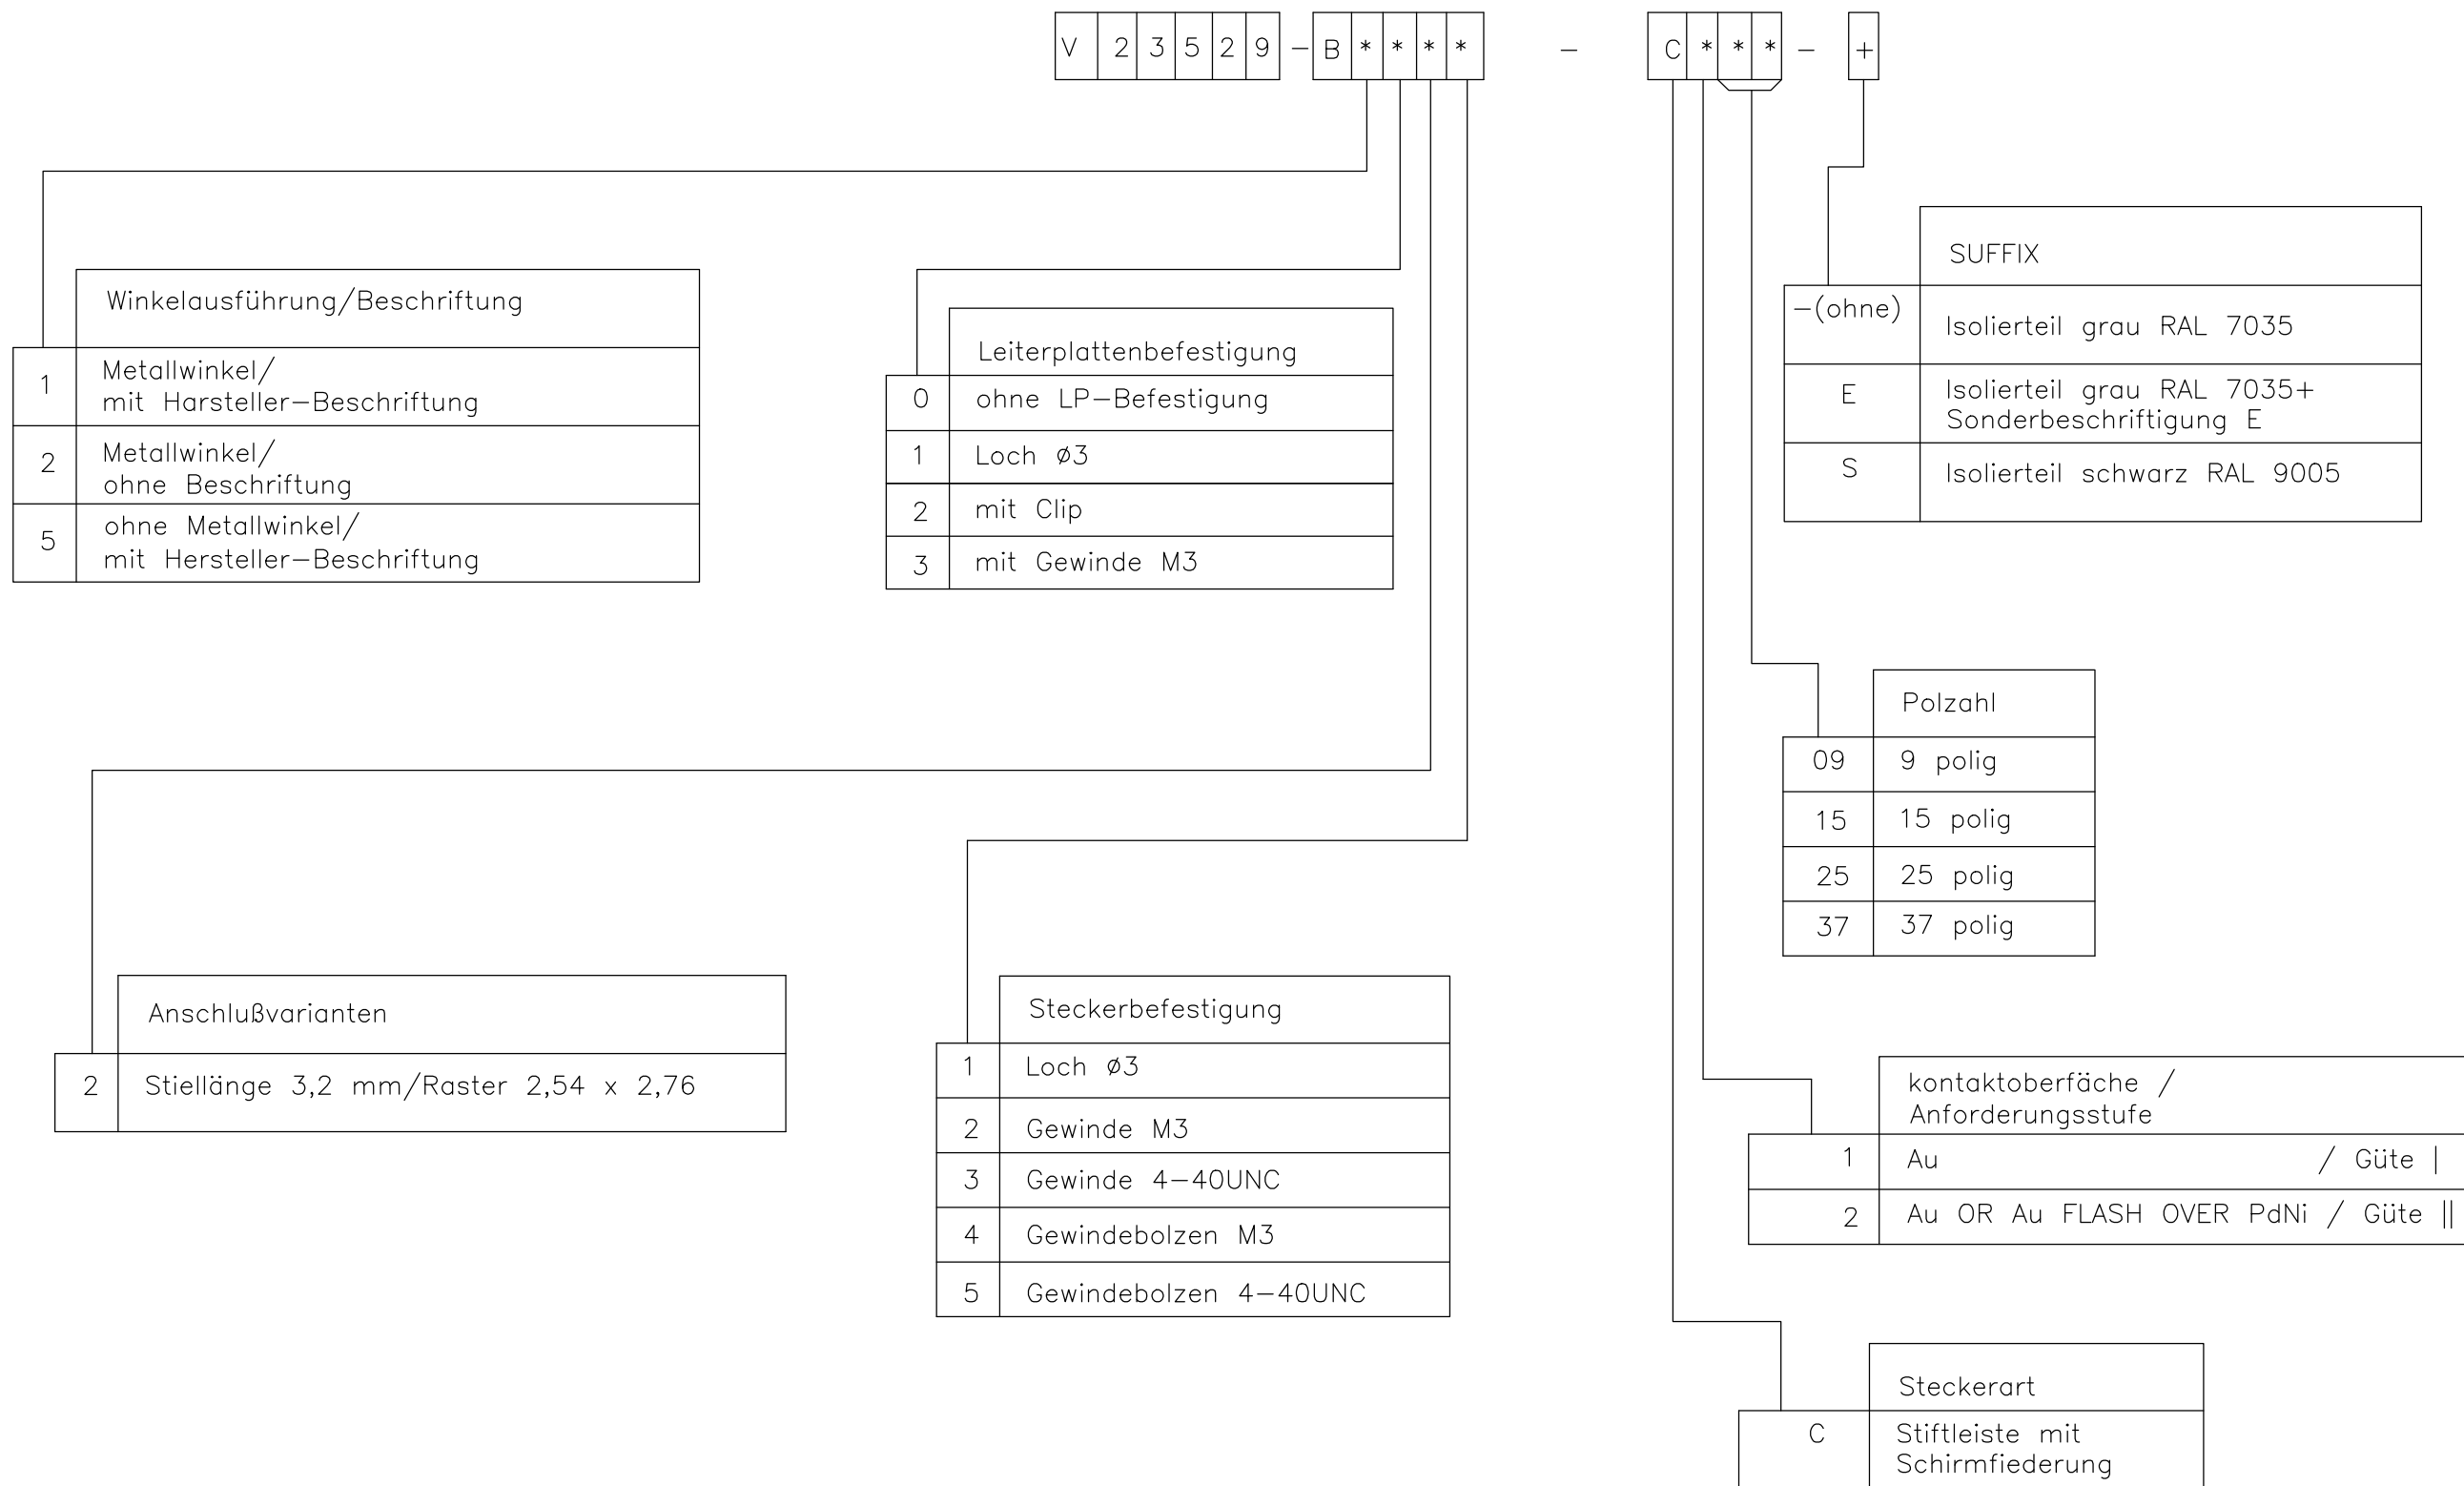 V 2 3 5 2 9 - B * * * * - C * * * - +
Winkelausführung/Beschriftung
1 Metallwinkel/
mit Harsteller-Beschriftung
2 Metallwinkel/
ohne Beschriftung
5 ohne Metallwinkel/
mit Hersteller-Beschriftung
Leiterplattenbefestigung
0 ohne LP-Befestigung
1 Loch ø3
2 mit Clip
3 mit Gewinde M3
SUFFIX
-(ohne) Isolierteil grau RAL 7035
E Isolierteil grau RAL 7035+
Sonderbeschriftigung E
S Isolierteil schwarz RAL 9005
Polzahl
09 9 polig
15 15 polig
25 25 polig
37 37 polig
Anschlußvarianten
2 Stiellänge 3,2 mm/Raster 2,54 x 2,76
Steckerbefestigung
1 Loch ø3
2 Gewinde M3
3 Gewinde 4-40UNC
4 Gewindebolzen M3
5 Gewindebolzen 4-40UNC
kontaktoberfäche /
Anforderungsstufe
1 Au / Güte |
2 Au OR Au FLASH OVER PdNi / Güte ||
Steckerart
C Stiftleiste mit
Schirmfiederung